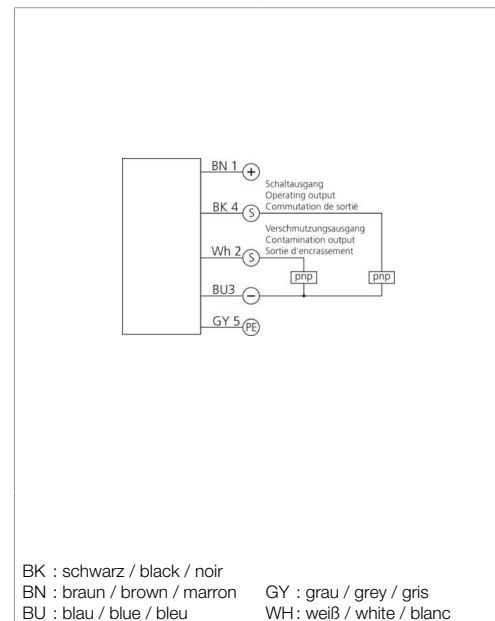 BN 1 +
Schaltausgang
Operating output
BK 4 S Commutation de sortié
Verschmutzungsausgang
Contamination output
Wh 2 S Sortie d'encrassement
pnp pnp
BU3 −
GY 5 PE
BK : schwarz / black / noir
BN : braun / brown / marron GY : grau / grey / gris
BU : blau / blue / bleu WH : weiß / white / blanc